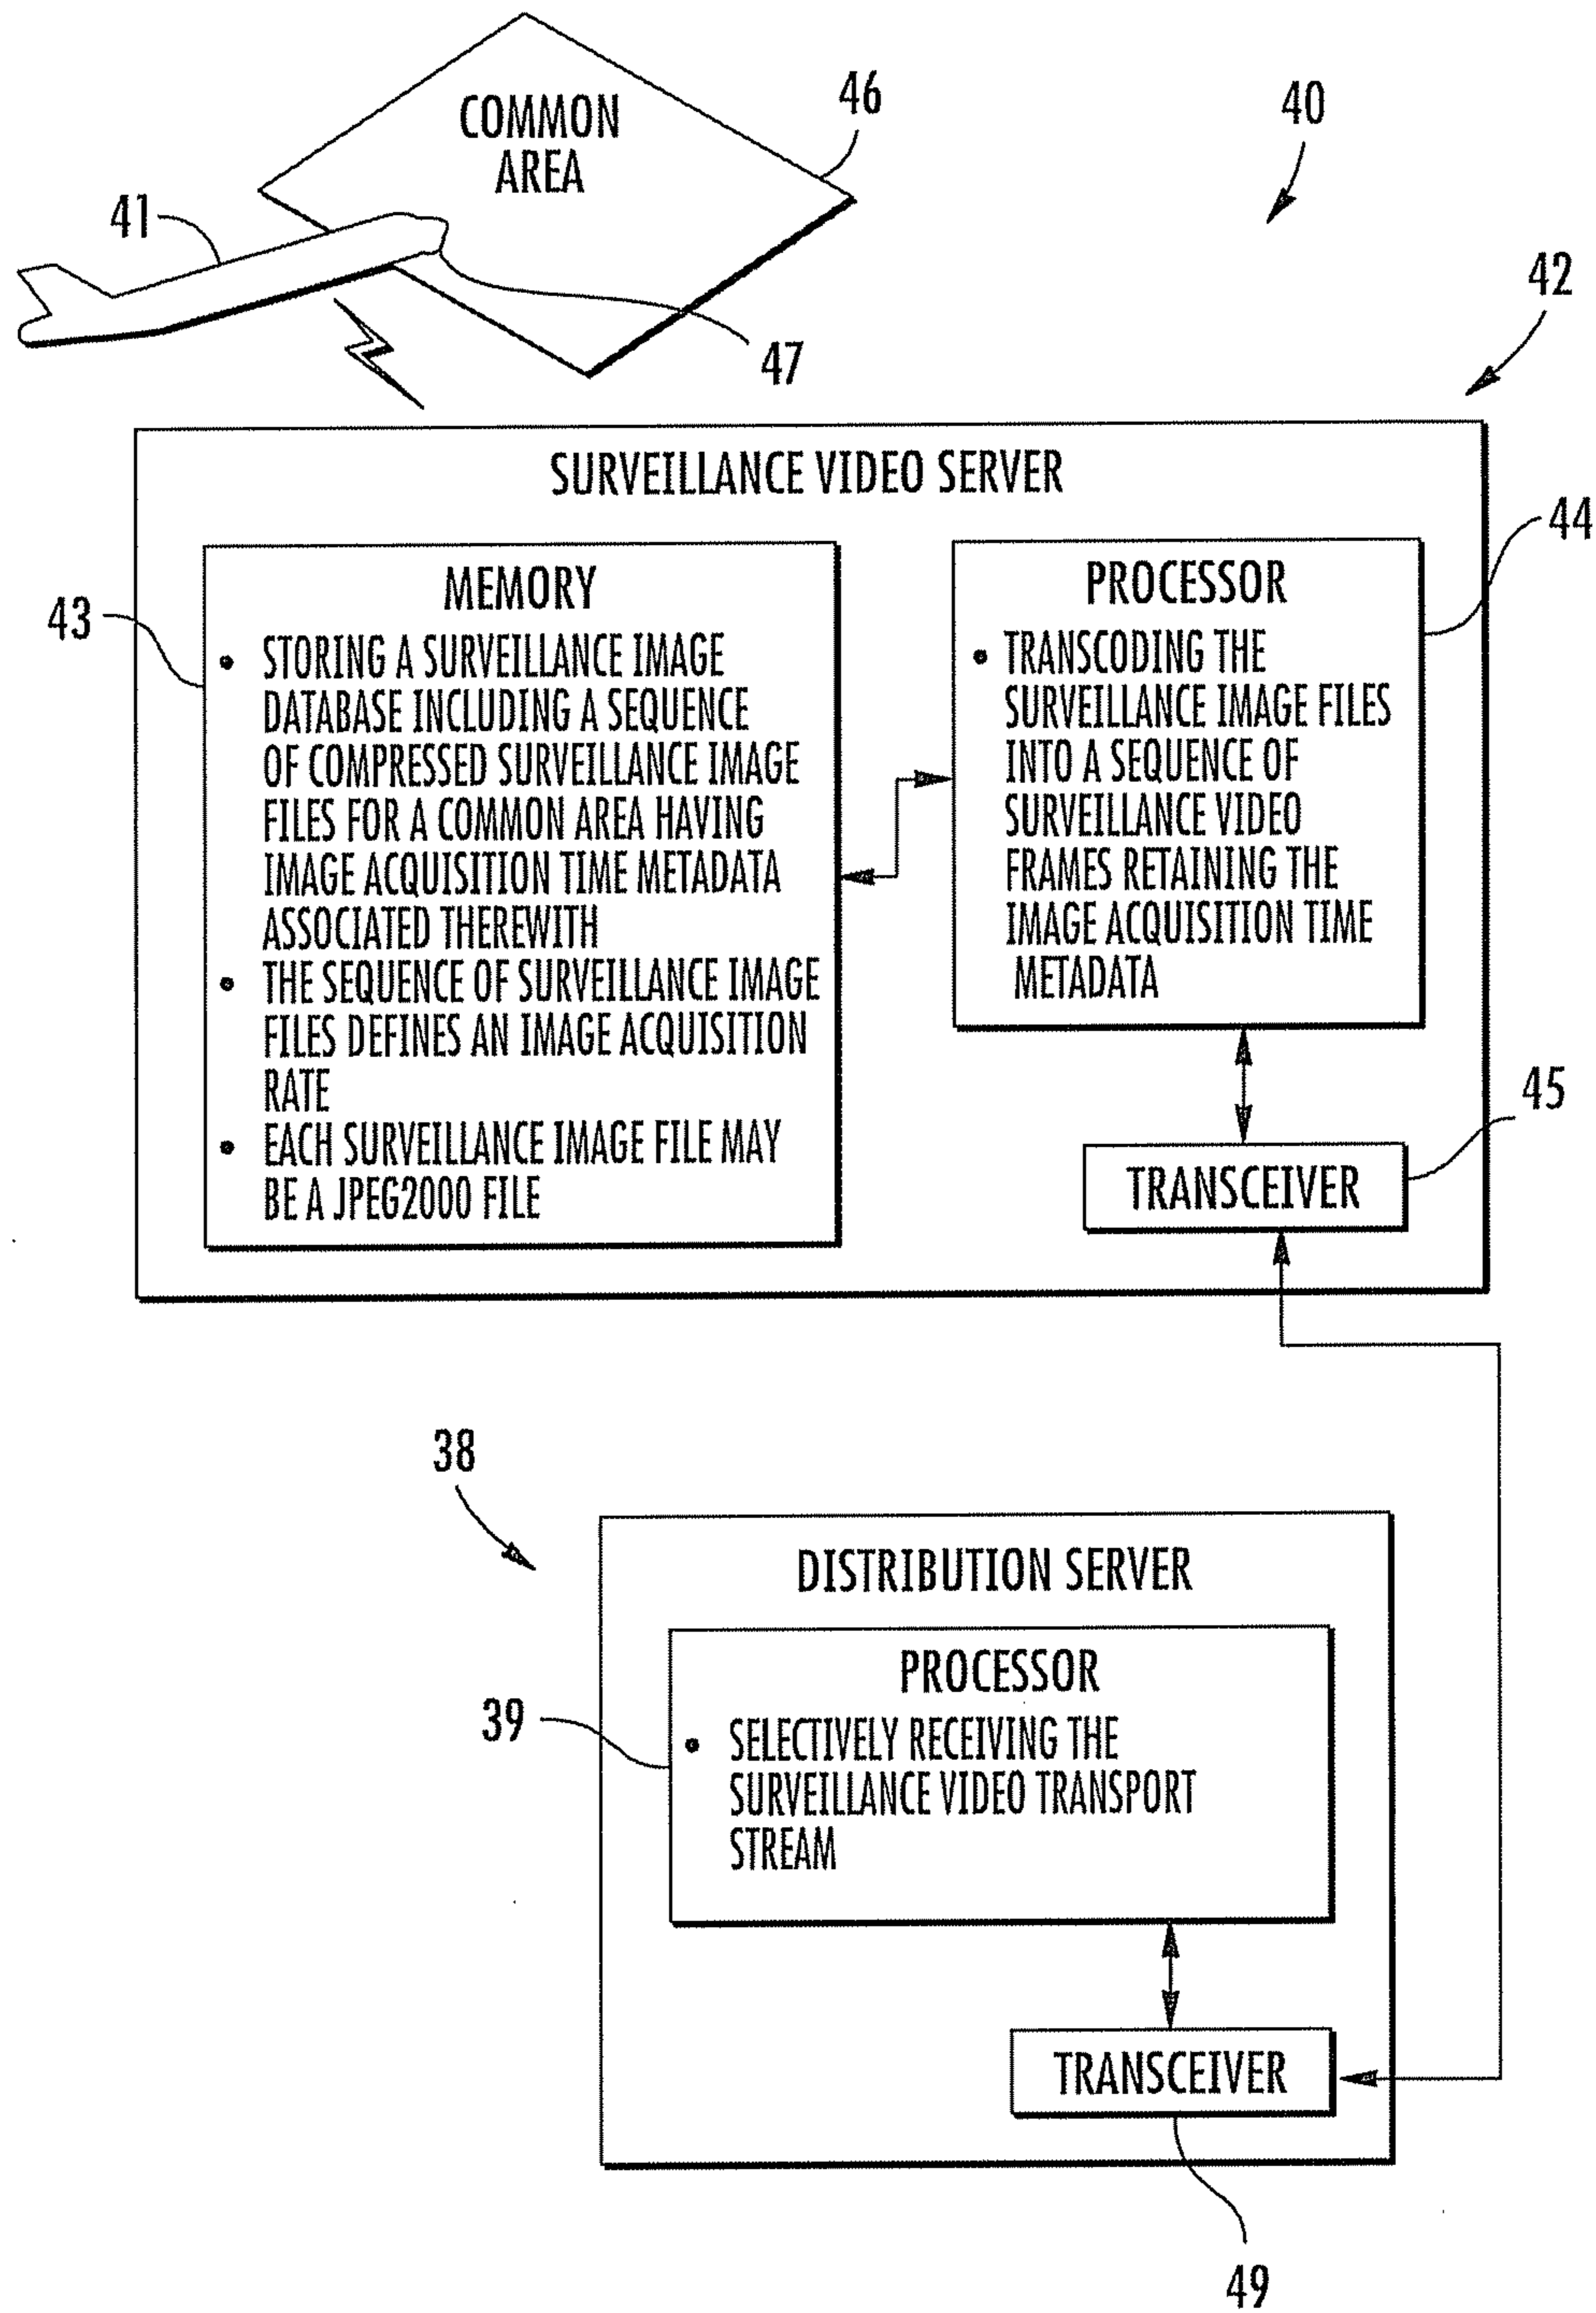 COMMON
AREA
46
40
41
47
42
SURVEILLANCE VIDEO SERVER
44
43
MEMORY
• STORING A SURVEILLANCE IMAGE
DATABASE INCLUDING A SEQUENCE
OF COMPRESSED SURVEILLANCE IMAGE
FILES FOR A COMMON AREA HAVING
IMAGE ACQUISITION TIME METADATA
ASSOCIATED THEREWITH
• THE SEQUENCE OF SURVEILLANCE IMAGE
FILES DEFINES AN IMAGE ACQUISITION
RATE
• EACH SURVEILLANCE IMAGE FILE MAY
BE A JPEG2000 FILE
PROCESSOR
• TRANSCODING THE
SURVEILLANCE IMAGE FILES
INTO A SEQUENCE OF
SURVEILLANCE VIDEO
FRAMES RETAINING THE
IMAGE ACQUISITION TIME
METADATA
45
TRANSCEIVER
38
DISTRIBUTION SERVER
39
PROCESSOR
• SELECTIVELY RECEIVING THE
SURVEILLANCE VIDEO TRANSPORT
STREAM
TRANSCEIVER
49